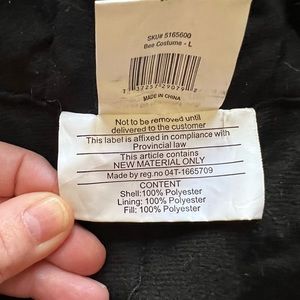 SKU# 5165600
Bee Costume - L
MADE IN CHINA
Not to be removed until
delivered to the customer
This label is affixed in compliance with
Provincial law
This article contains
NEW MATERIAL ONLY
Made by reg.no 04T-1665709
CONTENT
Shell:100% Polyester
Lining: 100% Polyester
Fill: 100% Polyester